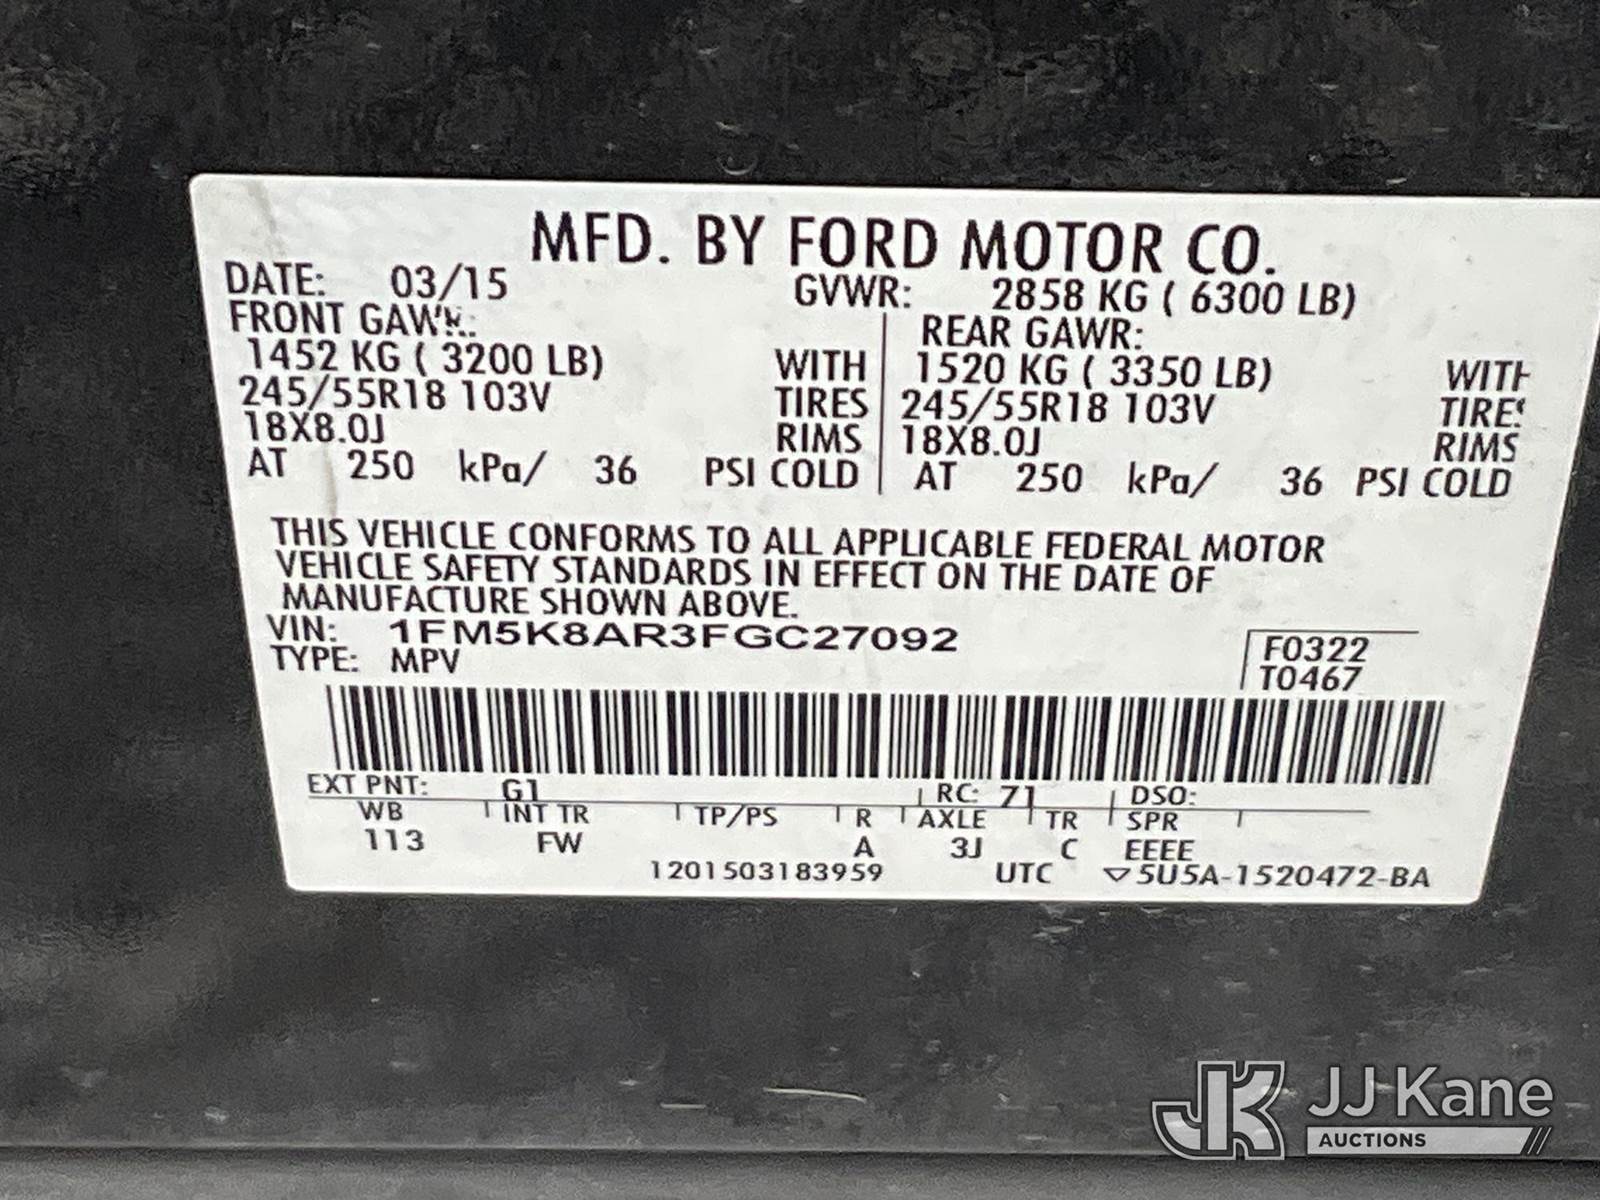 MFD. BY FORD MOTOR CO.
DATE: 03/15 GVWR: 2858 KG ( 6300 LB)
FRONT GAWR: REAR GAWR:
1452 KG ( 3200 LB) WITH 1520 KG ( 3350 LB) WITH
245/55R18 103V TIRES 245/55R18 103V TIRES
18X8.0J RIMS 18X8.0J RIMS
AT 250 kPa/ 36 PSI COLD AT 250 kPa/ 36 PSI COLD
THIS VEHICLE CONFORMS TO ALL APPLICABLE FEDERAL MOTOR
VEHICLE SAFETY STANDARDS IN EFFECT ON THE DATE OF
MANUFACTURE SHOWN ABOVE.
VIN: 1FM5K8AR3FGC27092 F0322
TYPE: MPV T0467
EXT PNT: G1 RC: 71 DSO:
WB INT TR TP/PS R AXLE TR SPR
113 FW A 3J C EEEE
1201503183959 UTC ▽5U5A-1520472-BA
JK JJ Kane
AUCTIONS